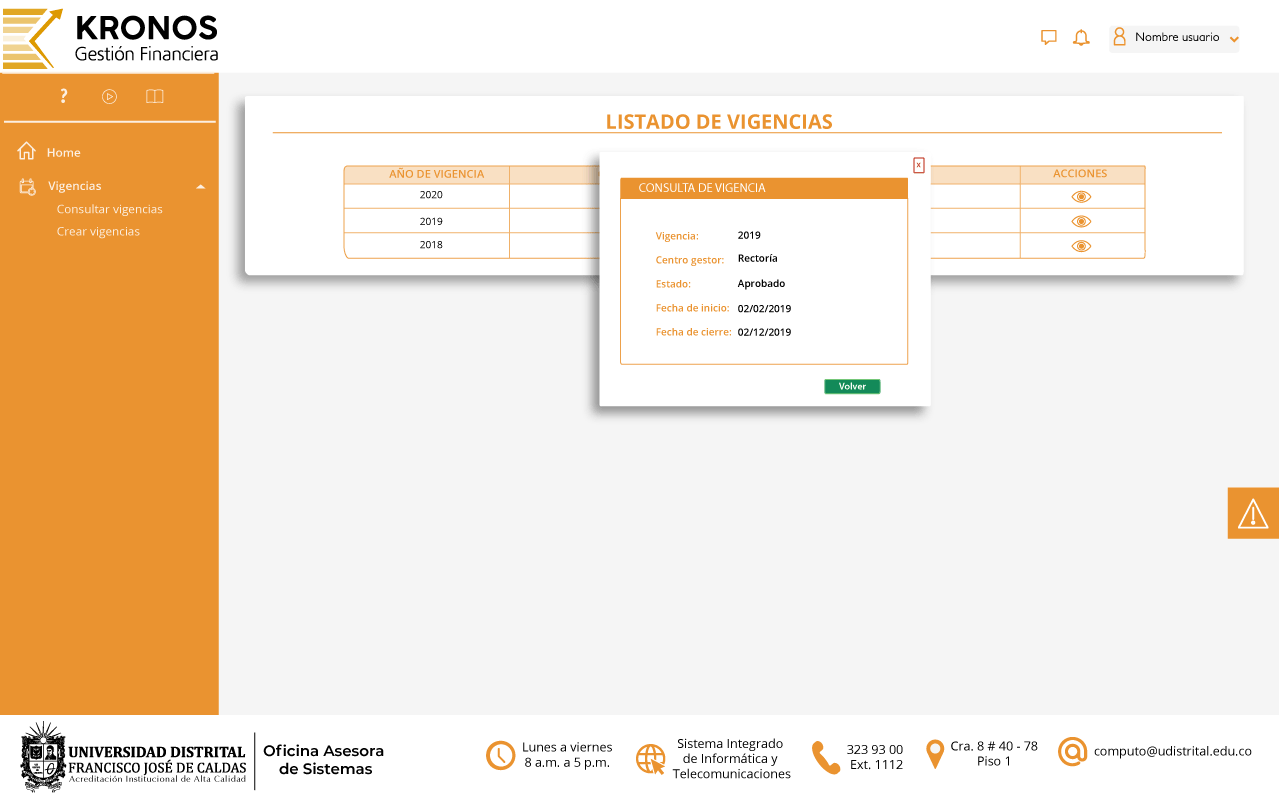 KRONOS
Gestión Financiera
Nombre usuario
?
Home
Vigencias
Consultar vigencias
Crear vigencias
LISTADO DE VIGENCIAS
AÑO DE VIGENCIA
ACCIONES
2020
2019
2018
x
CONSULTA DE VIGENCIA
Vigencia: 2019
Centro gestor: Rectoría
Estado: Aprobado
Fecha de inicio: 02/02/2019
Fecha de cierre: 02/12/2019
Volver
UNIVERSIDAD DISTRITAL
FRANCISCO JOSÉ DE CALDAS
Acreditación Institucional de Alta Calidad
Oficina Asesora
de Sistemas
Lunes a viernes
8 a.m. a 5 p.m.
Sistema Integrado
de Informática y
Telecomunicaciones
323 93 00
Ext. 1112
Cra. 8 # 40 - 78
Piso 1
computo@udistrital.edu.co